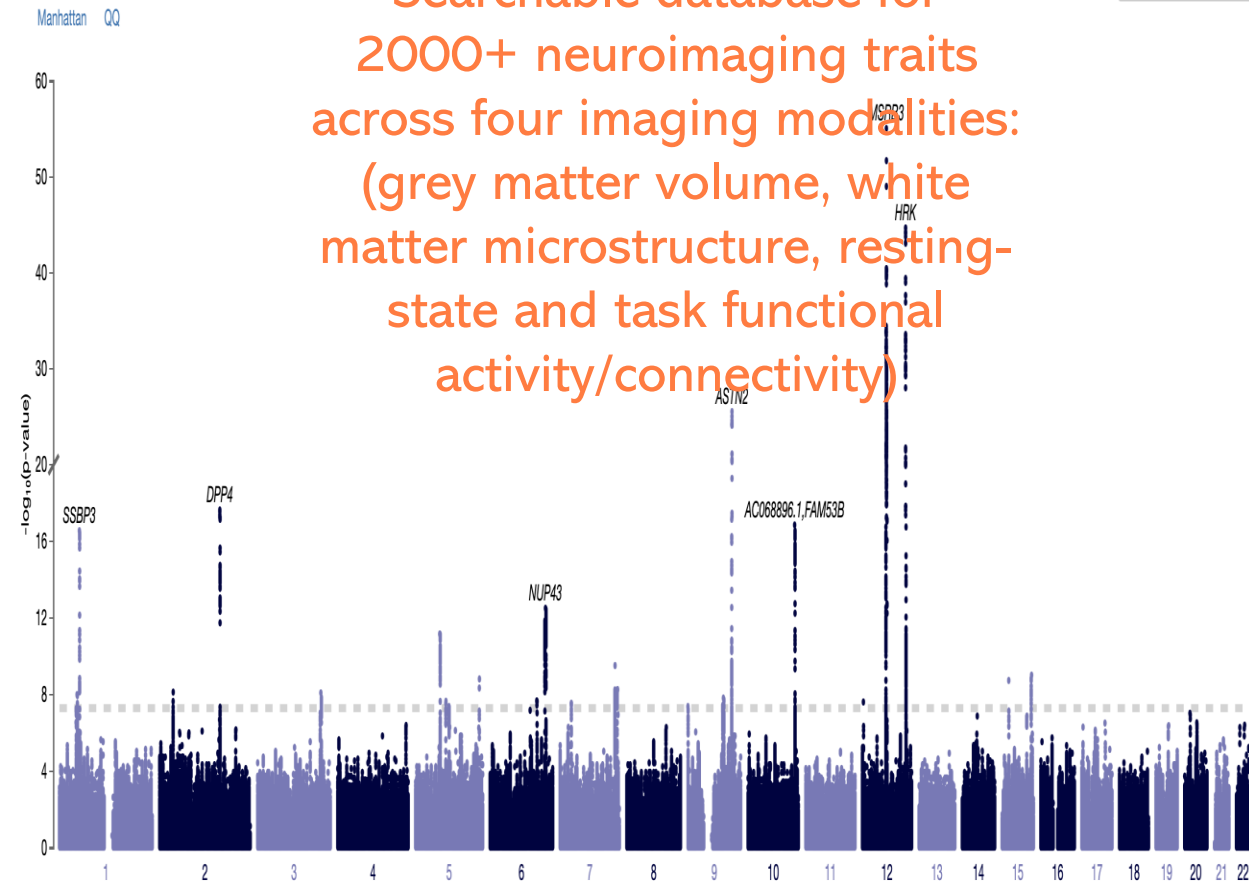 Manhattan QQ
Searchable database for
2000+ neuroimaging traits
across four imaging modalities:
(grey matter volume, white
matter microstructure, resting-
state and task functional
activity/connectivity)
-log₁₀(p-value)
60
50
40
30
20
16
12
8
4
0
MSRB3
HRK
ASTN2
DPP4
SSBP3
AC068896.1,FAM53B
NUP43
1 2 3 4 5 6 7 8 9 10 11 12 13 14 15 16 17 18 19 20 21 22